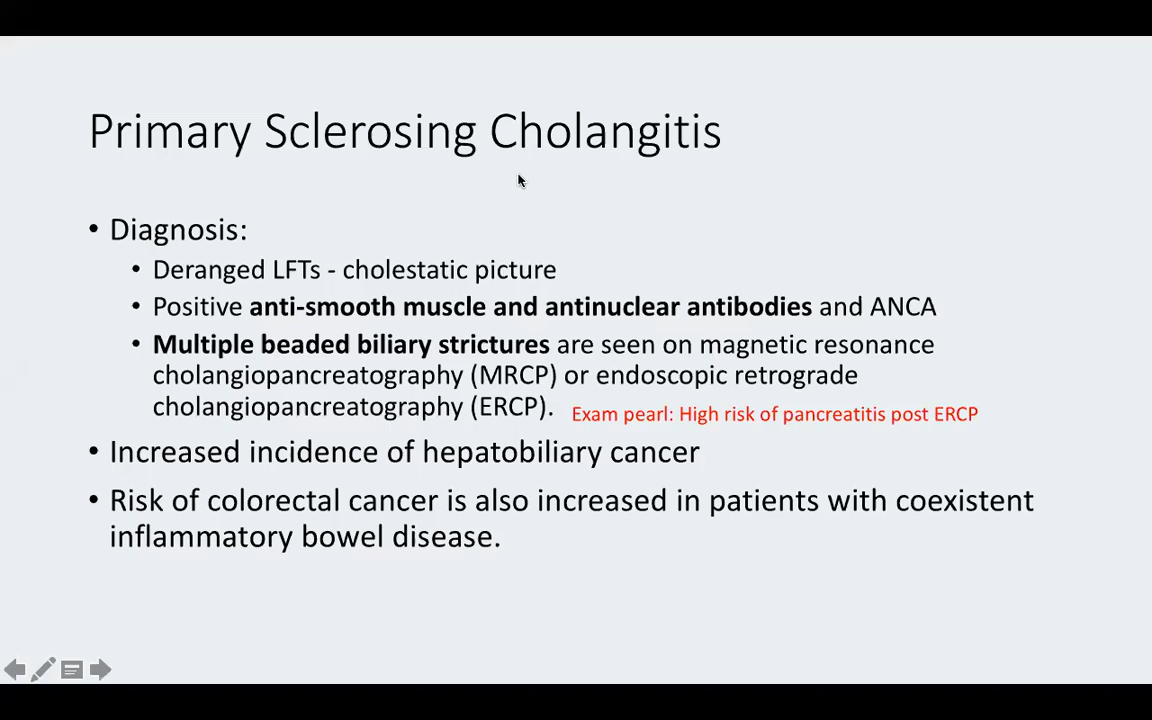 Primary Sclerosing Cholangitis
• Diagnosis:
• Deranged LFTs - cholestatic picture
• Positive anti-smooth muscle and antinuclear antibodies and ANCA
• Multiple beaded biliary strictures are seen on magnetic resonance
cholangiopancreatography (MRCP) or endoscopic retrograde
cholangiopancreatography (ERCP).
Exam pearl: High risk of pancreatitis post ERCP
• Increased incidence of hepatobiliary cancer
• Risk of colorectal cancer is also increased in patients with coexistent
inflammatory bowel disease.